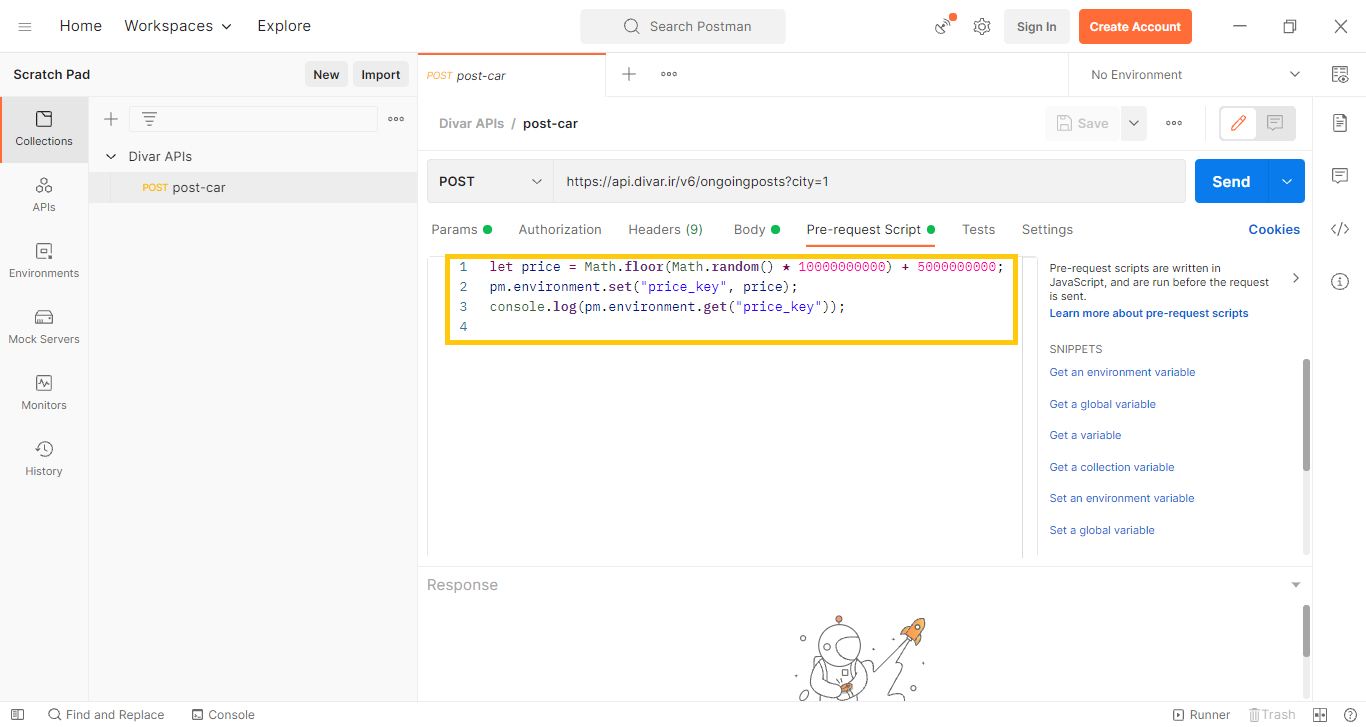 Home Workspaces Explore Search Postman Sign In Create Account
Scratch Pad New Import POST post-car No Environment
Collections
APIs
Environments
Mock Servers
Monitors
History
Divar APIs
POST post-car
Divar APIs / post-car Save
POST https://api.divar.ir/v6/ongoingposts?city=1 Send
Params Authorization Headers (9) Body Pre-request Script Tests Settings Cookies
1 let price = Math.floor(Math.random() * 10000000000) + 5000000000;
2 pm.environment.set("price_key", price);
3 console.log(pm.environment.get("price_key"));
4
Pre-request scripts are written in
JavaScript, and are run before the request
is sent.
Learn more about pre-request scripts
SNIPPETS
Get an environment variable
Get a global variable
Get a variable
Get a collection variable
Set an environment variable
Set a global variable
Response
Find and Replace Console Runner Trash